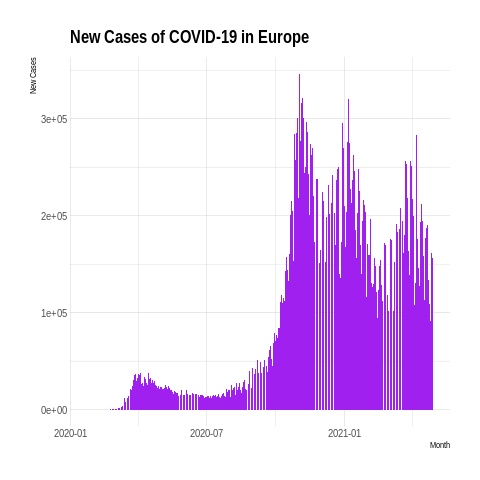 New Cases of COVID-19 in Europe
New Cases
3e+05
2e+05
1e+05
0e+00
2020-01 2020-07 2021-01
Month